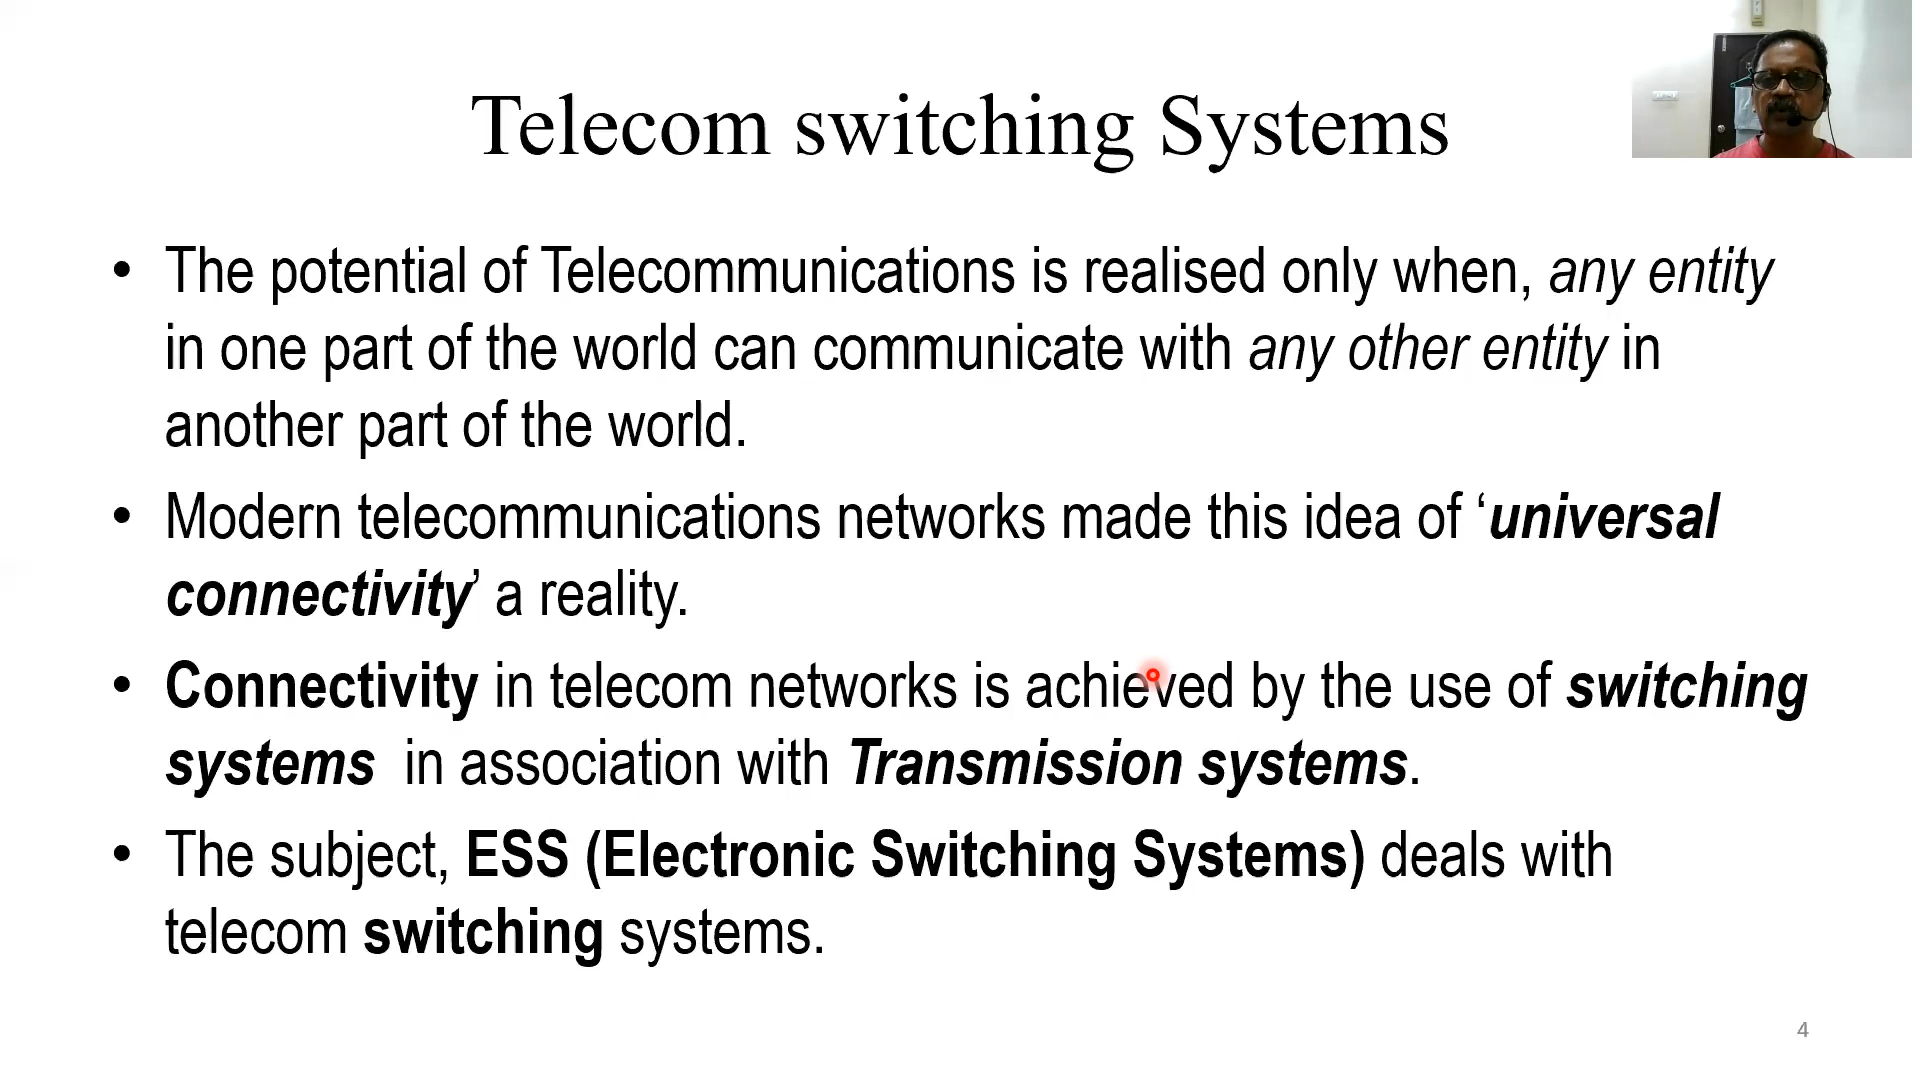 Telecom switching Systems
• The potential of Telecommunications is realised only when, any entity
in one part of the world can communicate with any other entity in
another part of the world.
• Modern telecommunications networks made this idea of ‘universal
connectivity’ a reality.
• Connectivity in telecom networks is achieved by the use of switching
systems in association with Transmission systems.
• The subject, ESS (Electronic Switching Systems) deals with
telecom switching systems.
4